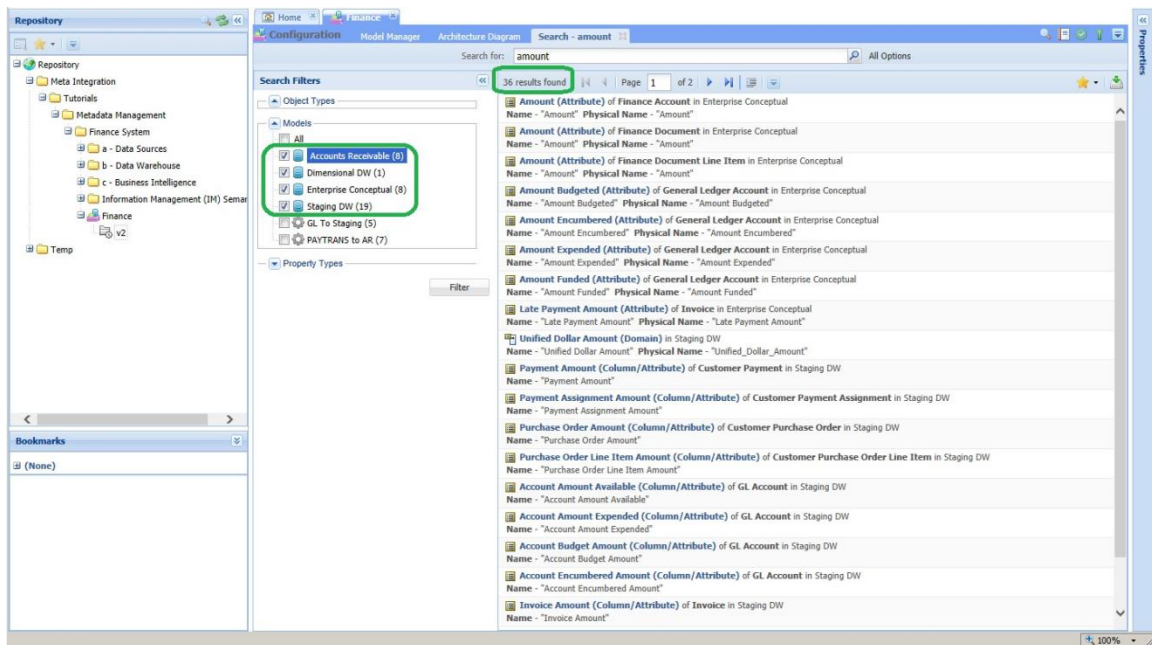 Repository
Home
Finance
Configuration
Model Manager
Architecture Diagram
Search - amount
Search for:
amount
All Options
Properties
Repository
Meta Integration
Tutorials
Metadata Management
Finance System
a - Data Sources
b - Data Warehouse
c - Business Intelligence
Information Management (IM) Semar
Finance
v2
Temp
Bookmarks
(None)
Search Filters
Object Types
Models
All
Accounts Receivable (8)
Dimensional DW (1)
Enterprise Conceptual (8)
Staging DW (19)
GL To Staging (5)
PAYTRANS to AR (7)
Property Types
Filter
36 results found
Page 1 of 2
Amount (Attribute) of Finance Account in Enterprise Conceptual
Name - "Amount" Physical Name - "Amount"
Amount (Attribute) of Finance Document in Enterprise Conceptual
Name - "Amount" Physical Name - "Amount"
Amount (Attribute) of Finance Document Line Item in Enterprise Conceptual
Name - "Amount" Physical Name - "Amount"
Amount Budgeted (Attribute) of General Ledger Account in Enterprise Conceptual
Name - "Amount Budgeted" Physical Name - "Amount Budgeted"
Amount Encumbered (Attribute) of General Ledger Account in Enterprise Conceptual
Name - "Amount Encumbered" Physical Name - "Amount Encumbered"
Amount Expended (Attribute) of General Ledger Account in Enterprise Conceptual
Name - "Amount Expended" Physical Name - "Amount Expended"
Amount Funded (Attribute) of General Ledger Account in Enterprise Conceptual
Name - "Amount Funded" Physical Name - "Amount Funded"
Late Payment Amount (Attribute) of Invoice in Enterprise Conceptual
Name - "Late Payment Amount" Physical Name - "Late Payment Amount"
Unified Dollar Amount (Domain) in Staging DW
Name - "Unified Dollar Amount" Physical Name - "Unified_Dollar_Amount"
Payment Amount (Column/Attribute) of Customer Payment in Staging DW
Name - "Payment Amount"
Payment Assignment Amount (Column/Attribute) of Customer Payment Assignment in Staging DW
Name - "Payment Assignment Amount"
Purchase Order Amount (Column/Attribute) of Customer Purchase Order in Staging DW
Name - "Purchase Order Amount"
Purchase Order Line Item Amount (Column/Attribute) of Customer Purchase Order Line Item in Staging DW
Name - "Purchase Order Line Item Amount"
Account Amount Available (Column/Attribute) of GL Account in Staging DW
Name - "Account Amount Available"
Account Amount Expended (Column/Attribute) of GL Account in Staging DW
Name - "Account Amount Expended"
Account Budget Amount (Column/Attribute) of GL Account in Staging DW
Name - "Account Budget Amount"
Account Encumbered Amount (Column/Attribute) of GL Account in Staging DW
Name - "Account Encumbered Amount"
Invoice Amount (Column/Attribute) of Invoice in Staging DW
Name - "Invoice Amount"
100%